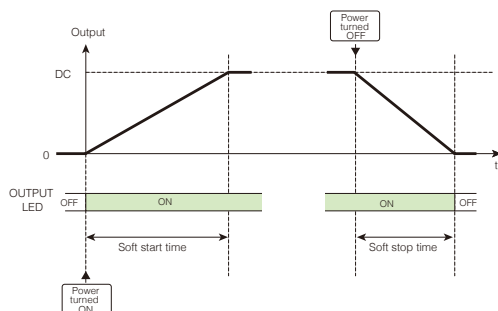 Power
turned
OFF
Output
DC
0
t
OUTPUT
LED
OFF
ON
ON
OFF
Soft start time
Soft stop time
Power
turned
ON